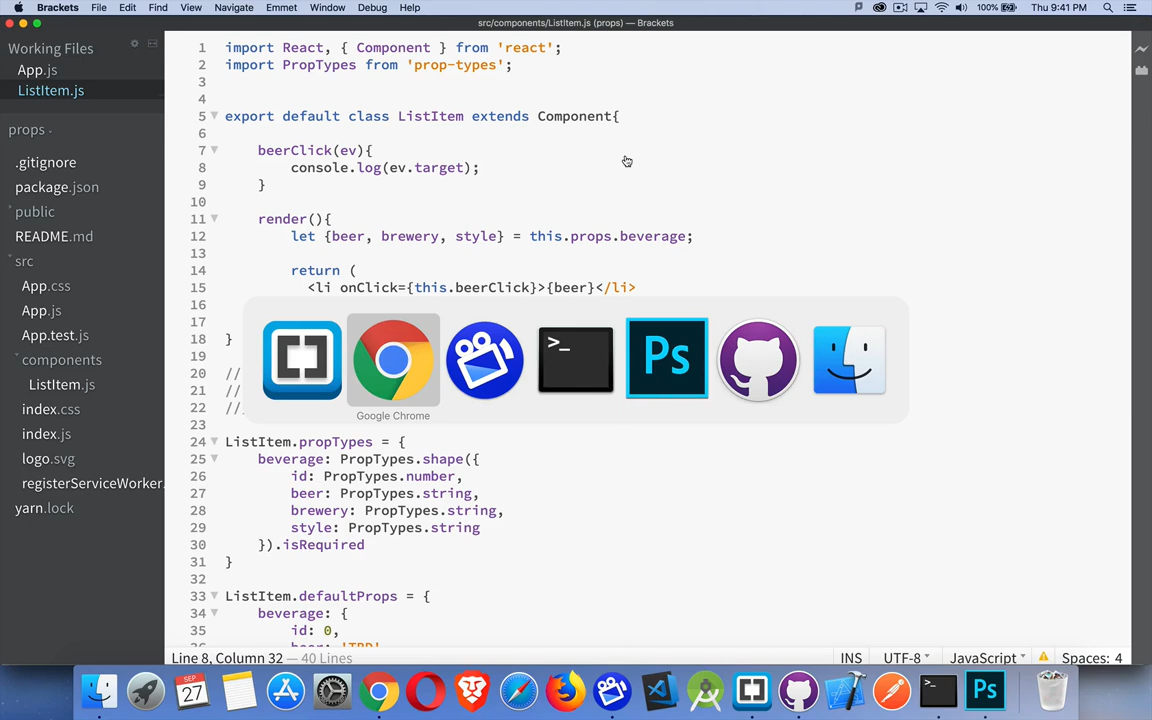 Brackets File Edit Find View Navigate Emmet Window Debug Help 100% Thu 9:41 PM
src/components/ListItem.js (props) — Brackets
Working Files
App.js
ListItem.js
props
.gitignore
package.json
public
README.md
src
App.css
App.js
App.test.js
components
ListItem.js
index.css
index.js
logo.svg
registerServiceWorker.
yarn.lock
1 import React, { Component } from 'react';
2 import PropTypes from 'prop-types';
3
4
5 export default class ListItem extends Component{
6
7 beerClick(ev){
8 console.log(ev.target);
9 }
10
11 render(){
12 let {beer, brewery, style} = this.props.beverage;
13
14 return (
15 <li onClick={this.beerClick}>{beer}</li>
16
17
18 }
19
20 //
21 //
22 //
23
24 ListItem.propTypes = {
25 beverage: PropTypes.shape({
26 id: PropTypes.number,
27 beer: PropTypes.string,
28 brewery: PropTypes.string,
29 style: PropTypes.string
30 }).isRequired
31 }
32
33 ListItem.defaultProps = {
34 beverage: {
35 id: 0,
>_
Ps
Google Chrome
Line 8, Column 32 — 40 Lines
INS UTF-8 JavaScript Spaces: 4
SEP
27
>_
Ps